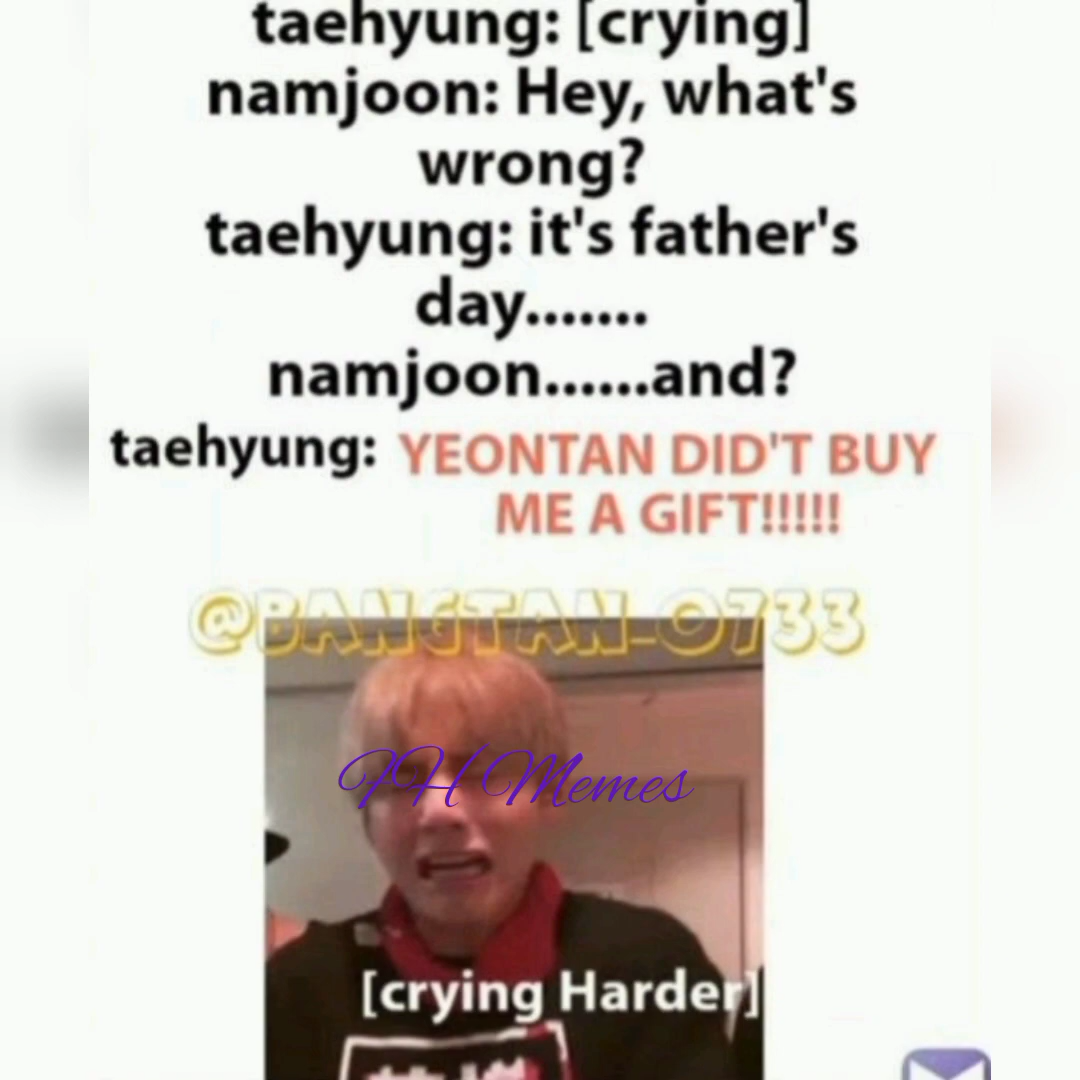 taehyung: [crying]
namjoon: Hey, what's
wrong?
taehyung: it's father's
day.......
namjoon......and?
taehyung: YEONTAN DID'T BUY
ME A GIFT!!!!!
@BANGTAN_0733
JH Memes
[crying Harder]